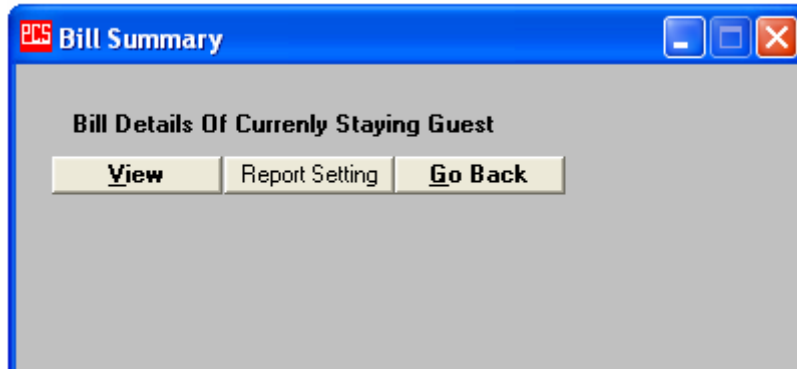 PCS Bill Summary
Bill Details Of Currenly Staying Guest
View Report Setting Go Back